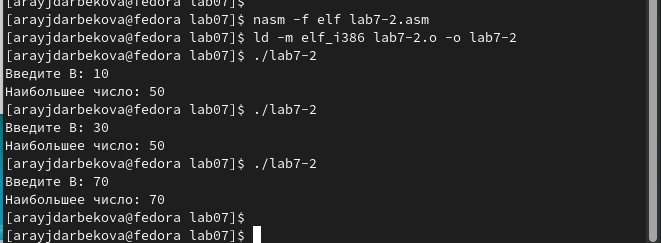 [arayjdarbekova@fedora lab07]$
[arayjdarbekova@fedora lab07]$ nasm -f elf lab7-2.asm
[arayjdarbekova@fedora lab07]$ ld -m elf_i386 lab7-2.o -o lab7-2
[arayjdarbekova@fedora lab07]$ ./lab7-2
Введите B: 10
Наибольшее число: 50
[arayjdarbekova@fedora lab07]$ ./lab7-2
Введите B: 30
Наибольшее число: 50
[arayjdarbekova@fedora lab07]$ ./lab7-2
Введите B: 70
Наибольшее число: 70
[arayjdarbekova@fedora lab07]$
[arayjdarbekova@fedora lab07]$